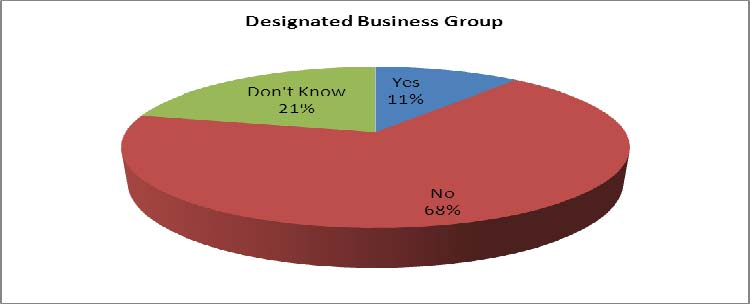 Designated Business Group
Yes
11%
Don't Know
21%
No
68%